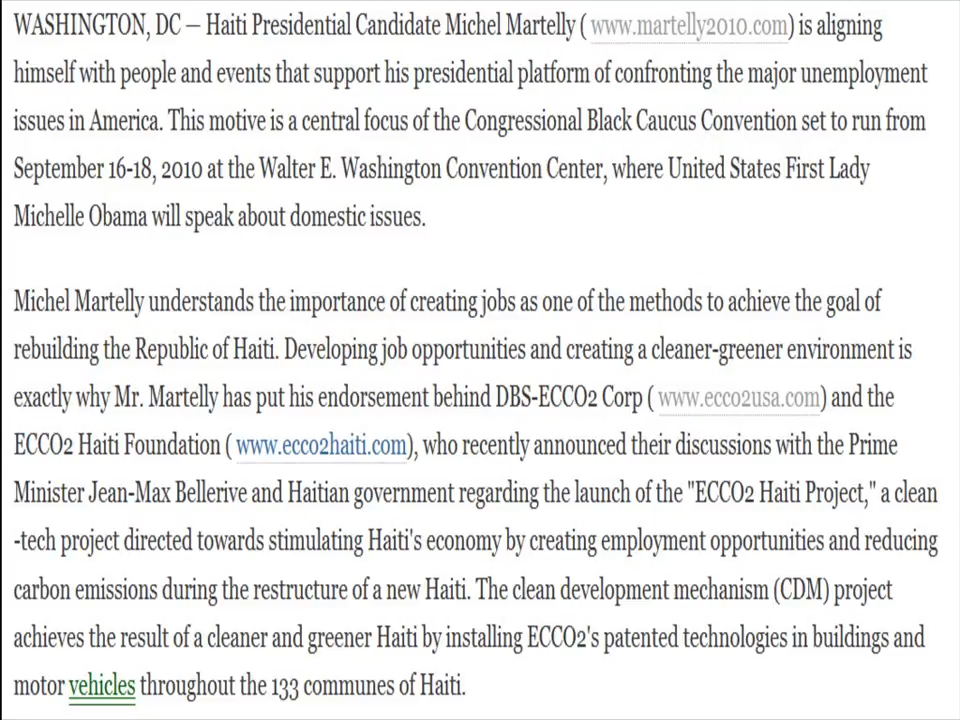 WASHINGTON, DC — Haiti Presidential Candidate Michel Martelly ( www.martelly2010.com) is aligning
himself with people and events that support his presidential platform of confronting the major unemployment
issues in America. This motive is a central focus of the Congressional Black Caucus Convention set to run from
September 16-18, 2010 at the Walter E. Washington Convention Center, where United States First Lady
Michelle Obama will speak about domestic issues.
Michel Martelly understands the importance of creating jobs as one of the methods to achieve the goal of
rebuilding the Republic of Haiti. Developing job opportunities and creating a cleaner-greener environment is
exactly why Mr. Martelly has put his endorsement behind DBS-ECCO2 Corp ( www.ecco2usa.com) and the
ECCO2 Haiti Foundation ( www.ecco2haiti.com), who recently announced their discussions with the Prime
Minister Jean-Max Bellerive and Haitian government regarding the launch of the "ECCO2 Haiti Project," a clean
-tech project directed towards stimulating Haiti's economy by creating employment opportunities and reducing
carbon emissions during the restructure of a new Haiti. The clean development mechanism (CDM) project
achieves the result of a cleaner and greener Haiti by installing ECCO2's patented technologies in buildings and
motor vehicles throughout the 133 communes of Haiti.